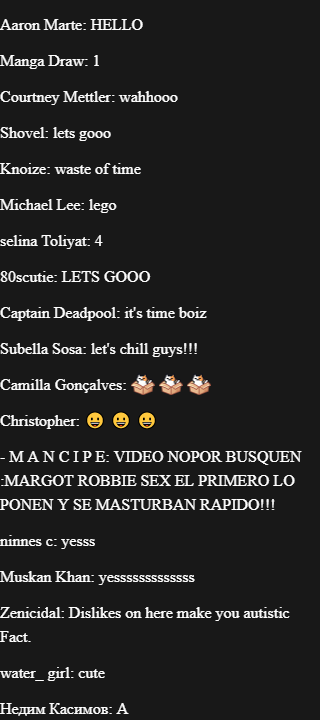 Aaron Marte: HELLO
Manga Draw: 1
Courtney Mettler: wahhooo
Shovel: lets gooo
Knoize: waste of time
Michael Lee: lego
selina Toliyat: 4
80scutie: LETS GOOO
Captain Deadpool: it's time boiz
Subella Sosa: let's chill guys!!!
Camilla Gonçalves:
Christopher: 😀 😀 😀
- M A N C I P E: VIDEO NOPOR BUSQUEN
:MARGOT ROBBIE SEX EL PRIMERO LO
PONEN Y SE MASTURBAN RAPIDO!!!
ninnes c: yesss
Muskan Khan: yesssssssssssss
Zenicidal: Dislikes on here make you autistic
Fact.
water_ girl: cute
Недим Касимов: А